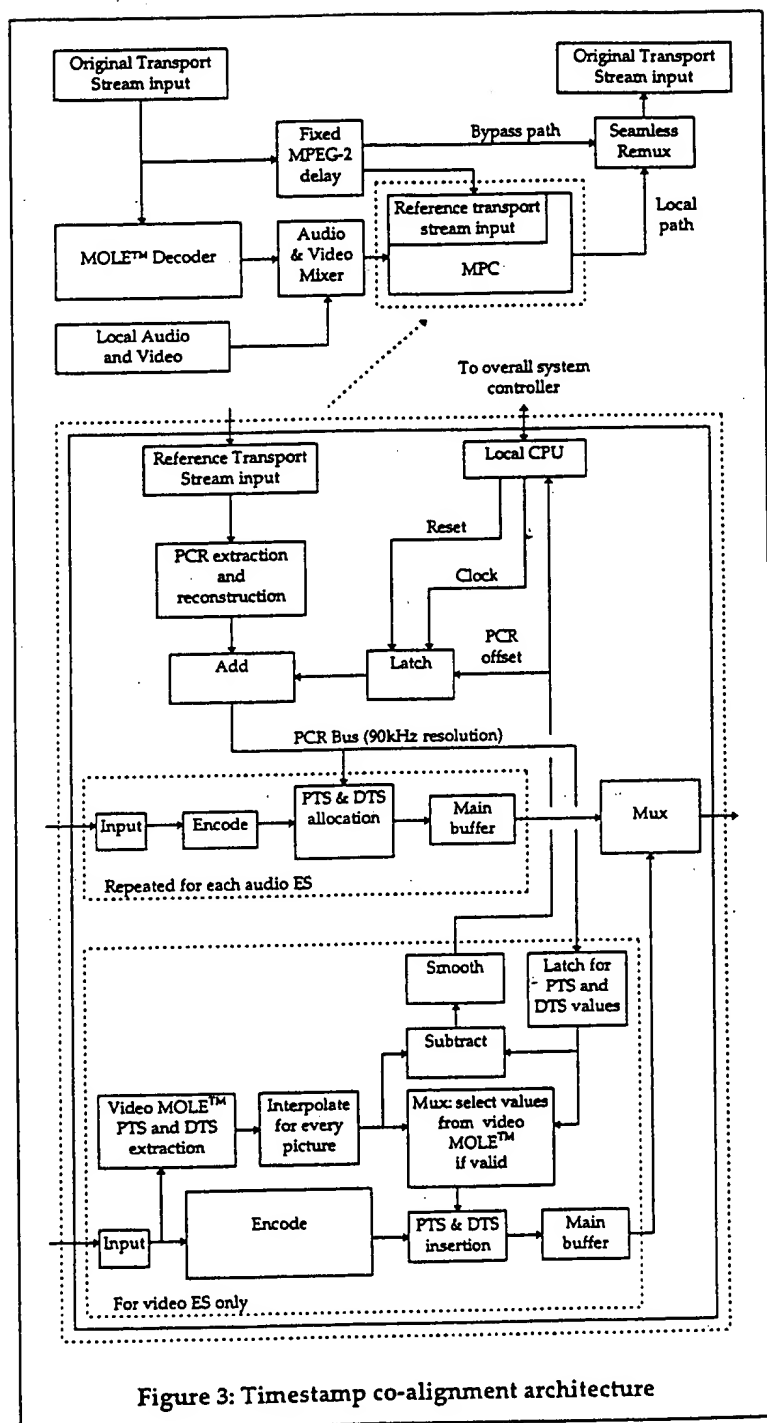 Original Transport
Stream input
Original Transport
Stream input
Fixed
MPEG-2
delay
Bypass path
Seamless
Remux
Reference transport
stream input
Local
path
MOLE™ Decoder
Audio
& Video
Mixer
MPC
Local Audio
and Video
To overall system
controller
Reference Transport
Stream input
Local CPU
Reset
PCR extraction
and
reconstruction
Clock
PCR
offset
Add
Latch
PCR Bus (90kHz resolution)
Input
Encode
PTS & DTS
allocation
Main
buffer
Mux
Repeated for each audio ES
Smooth
Latch for
PTS and
DTS values
Subtract
Video MOLE™
PTS and DTS
extraction
Interpolate
for every
picture
Mux: select values
from video
MOLE™
if valid
Input
Encode
PTS & DTS
insertion
Main
buffer
For video ES only
Figure 3: Timestamp co-alignment architecture